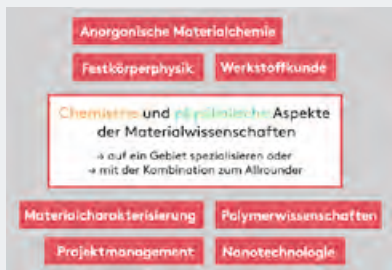 Anorganische Materialchemie
Festkörperphysik Werkstoffkunde
Chemische und physikalische Aspekte
der Materialwissenschaften
→ auf ein Gebiet spezialisieren oder
→ mit der Kombination zum Allrounder
Materialcharakterisierung Polymerwissenschaften
Projektmanagement Nanotechnologie